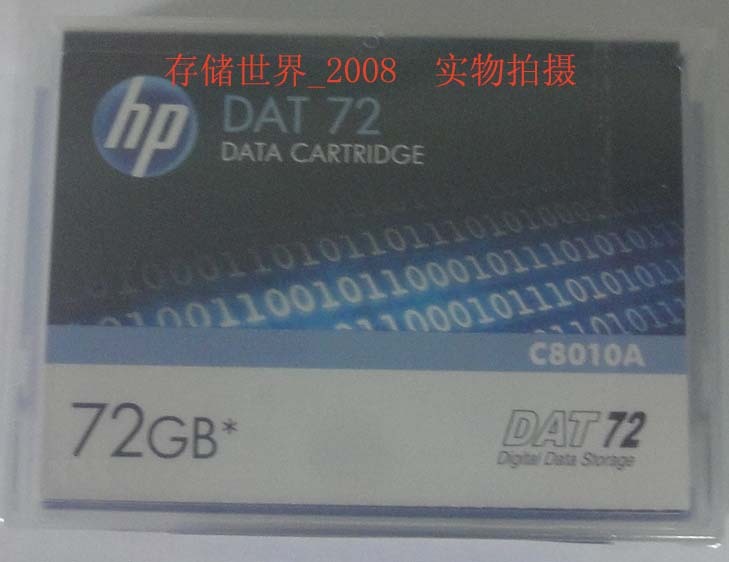 存储世界_2008 实物拍摄
hp
DAT 72
DATA CARTRIDGE
C8010A
72GB*
DAT 72
Digital Data Storage